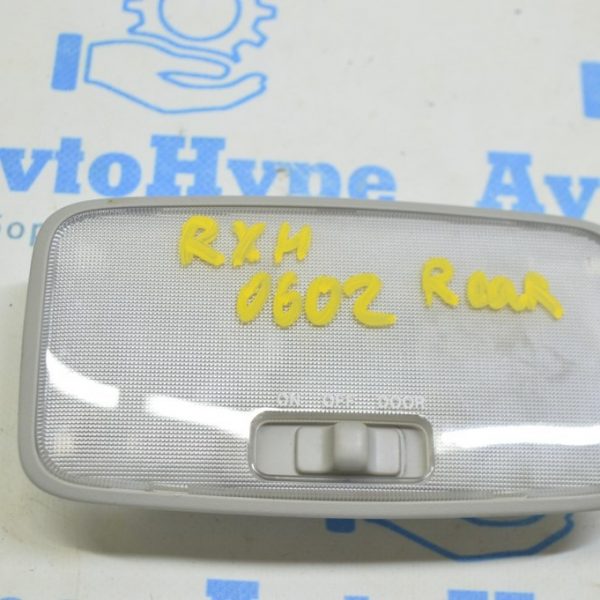 AvtoHype Av
RXH
0602 Rear
ON OFF DOOR